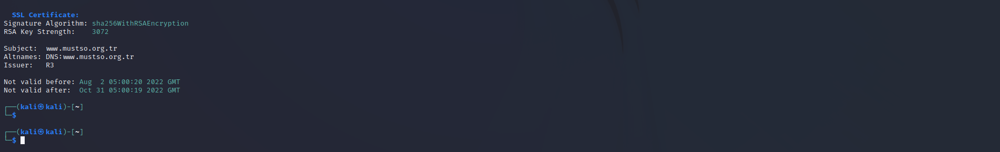 SSL Certificate:
Signature Algorithm: sha256WithRSAEncryption
RSA Key Strength:    3072
Subject:  www.mustso.org.tr
Altnames: DNS:www.mustso.org.tr
Issuer:   R3
Not valid before: Aug  2 05:00:20 2022 GMT
Not valid after:  Oct 31 05:00:19 2022 GMT
┌──(kali㉿kali)-[~]
└─$
┌──(kali㉿kali)-[~]
└─$